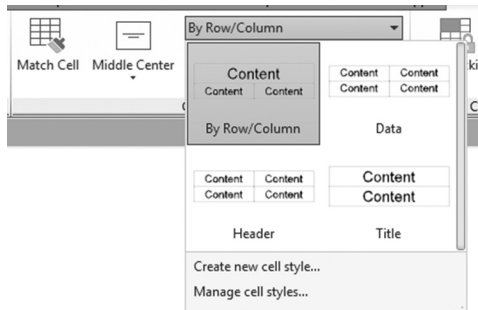 By Row/Column
Match Cell
Middle Center
Content
Content Content
By Row/Column
Content Content
Content Content
Data
Content Content
Content Content
Header
Content
Content
Title
Create new cell style...
Manage cell styles...